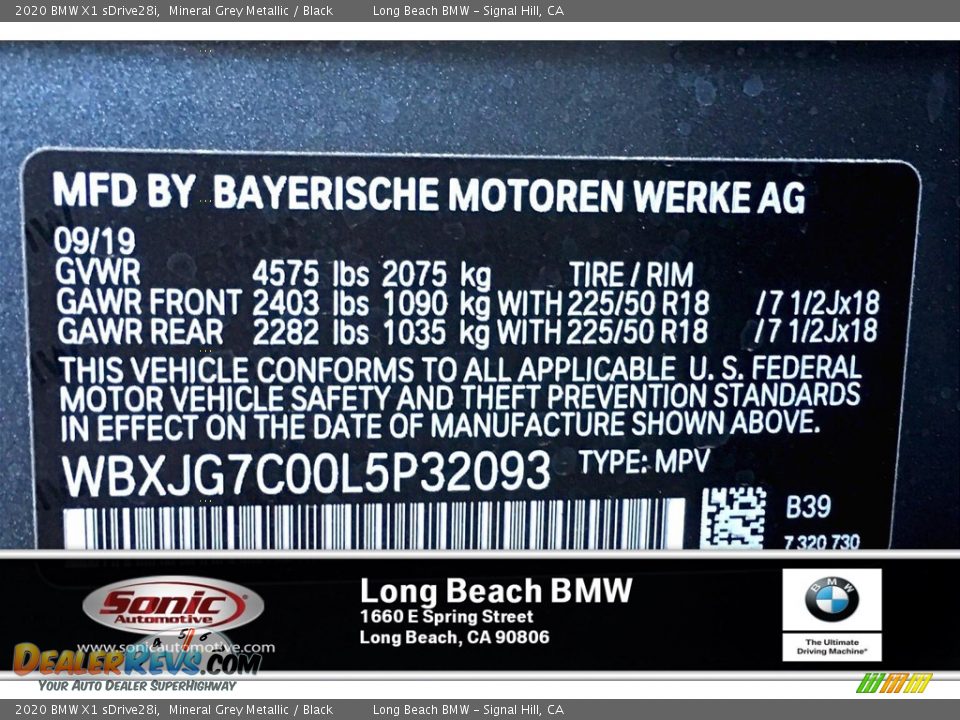 2020 BMW X1 sDrive28i, Mineral Grey Metallic / Black Long Beach BMW - Signal Hill, CA
MFD BY BAYERISCHE MOTOREN WERKE AG
09/19
GVWR 4575 lbs 2075 kg TIRE / RIM
GAWR FRONT 2403 lbs 1090 kg WITH 225/50 R18 /7 1/2Jx18
GAWR REAR 2282 lbs 1035 kg WITH 225/50 R18 /7 1/2Jx18
THIS VEHICLE CONFORMS TO ALL APPLICABLE U. S. FEDERAL
MOTOR VEHICLE SAFETY AND THEFT PREVENTION STANDARDS
IN EFFECT ON THE DATE OF MANUFACTURE SHOWN ABOVE.
WBXJG7C00L5P32093 TYPE: MPV
B39
7 320 730
Sonic
Automotive
www.sonicautomotive.com
Long Beach BMW
1660 E Spring Street
Long Beach, CA 90806
BMW
The Ultimate
Driving Machine®
4 5 6
DealerRevs.com
Your Auto Dealer SuperHighway
2020 BMW X1 sDrive28i, Mineral Grey Metallic / Black Long Beach BMW - Signal Hill, CA